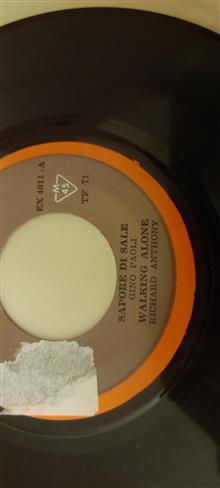 EX 4011-A
M
45
TF 71
SAPORE DI SALE
GINO PAOLI
WALKING ALONE
RICHARD ANTHONY